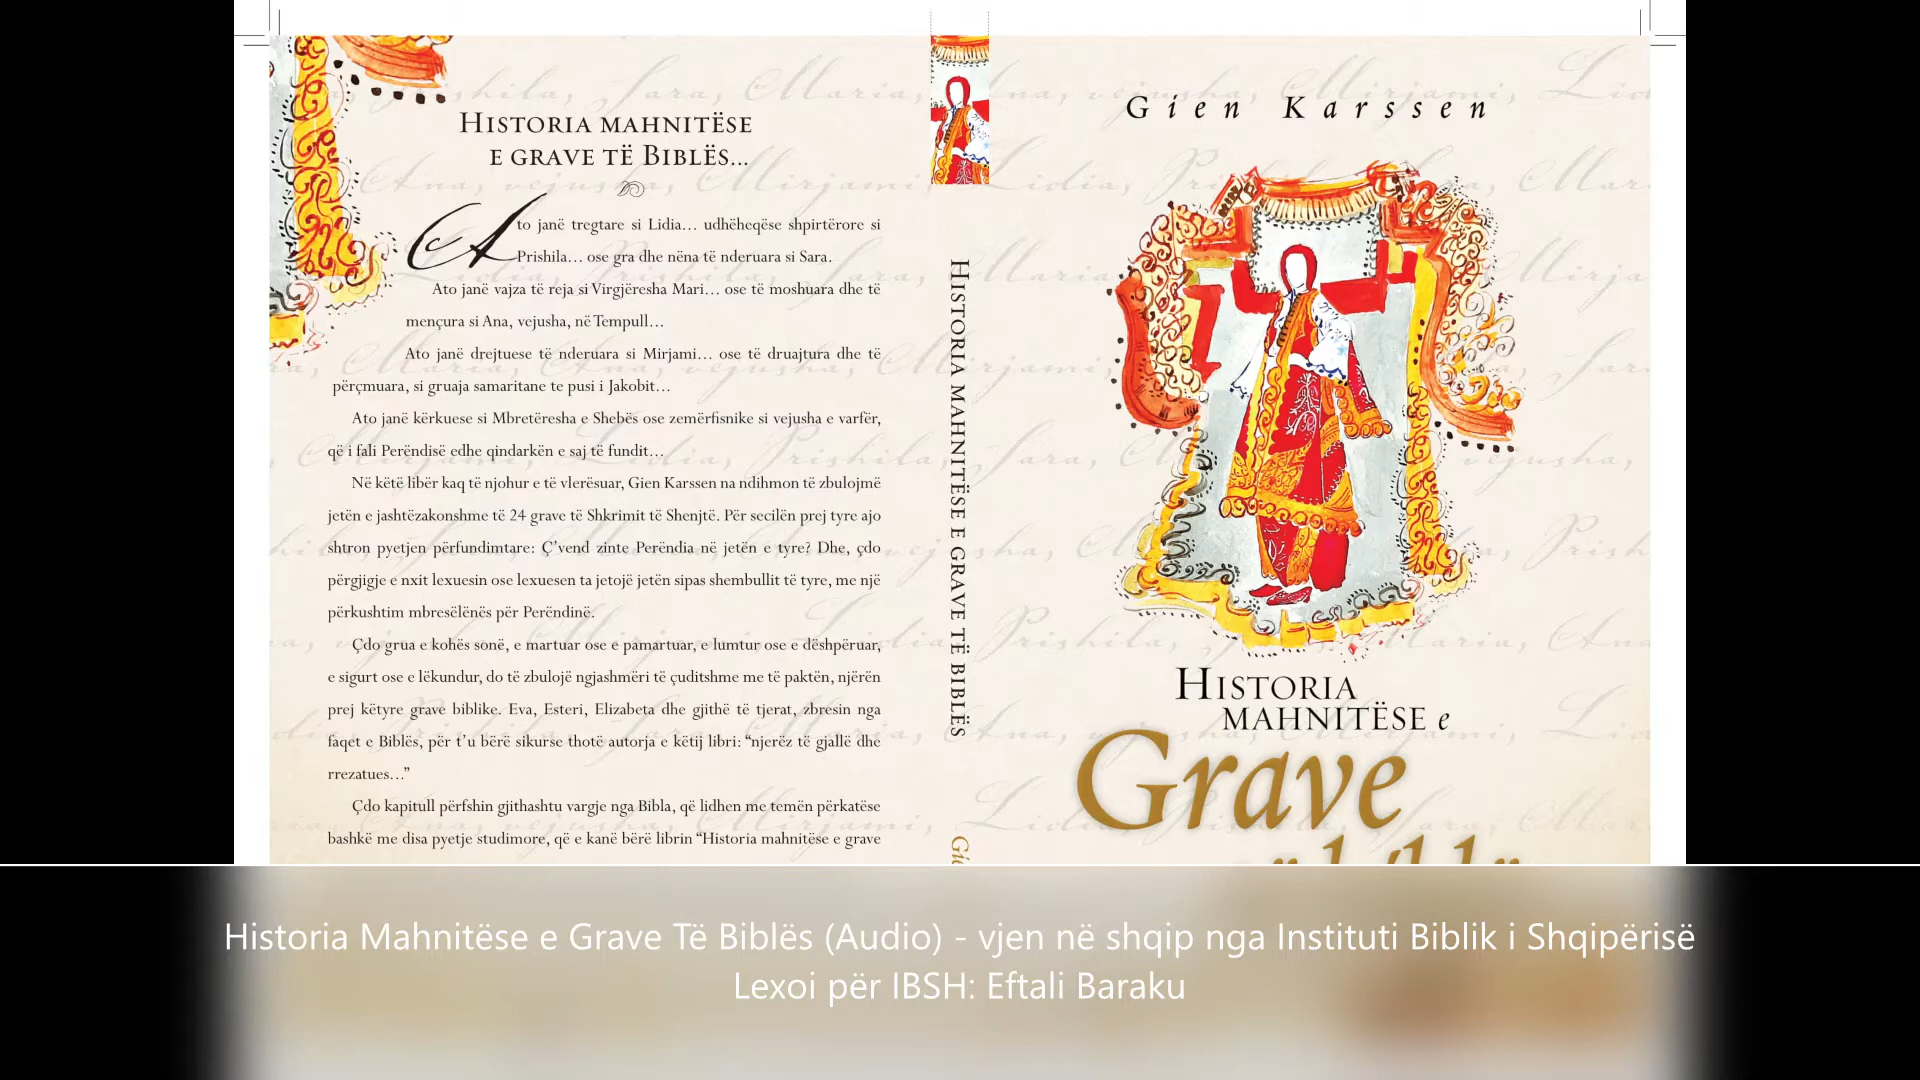 HISTORIA MAHNITËSE
E GRAVE TË BIBLËS...
Ato janë tregtare si Lidia... udhëheqëse shpirtërore si
Prishila... ose gra dhe nëna të nderuara si Sara.
Ato janë vajza të reja si Virgjëresha Mari... ose të moshuara dhe të
mençura si Ana, vejusha, në Tempull...
Ato janë drejtuese të nderuara si Mirjami... ose të druajtura dhe të
përçmuara, si gruaja samaritane te pusi i Jakobit...
Ato janë kërkuese si Mbretëresha e Shebës ose zemërfisnike si vejusha e varfër,
që i fali Perëndisë edhe qindarkën e saj të fundit...
Në këtë libër kaq të njohur e të vlerësuar, Gien Karssen na ndihmon të zbulojmë
jetën e jashtëzakonshme të 24 grave të Shkrimit të Shenjtë. Për secilën prej tyre ajo
shtron pyetjen përfundimtare: Ç’vend zinte Perëndia në jetën e tyre? Dhe, çdo
përgjigje e nxit lexuesin ose lexuesen ta jetojë jetën sipas shembullit të tyre, me një
përkushtim mbresëlënës për Perëndinë.
Çdo grua e kohës sonë, e martuar ose e pamartuar, e lumtur ose e dëshpëruar,
e sigurt ose e lëkundur, do të zbulojë ngjashmëri të çuditshme me të paktën, njërën
prej këtyre grave biblike. Eva, Esteri, Elizabeta dhe gjithë të tjerat, zbresin nga
faqet e Biblës, për t’u bërë sikurse thotë autorja e këtij libri: “njerëz të gjallë dhe
rrezatues...”
Çdo kapitull përfshin gjithashtu vargje nga Bibla, që lidhen me temën përkatëse
bashkë me disa pyetje studimore, që e kanë bërë librin “Historia mahnitëse e grave
HISTORIA MAHNITËSE E GRAVE TË BIBLËS
Gien Karssen
HISTORIA
MAHNITËSE e
Grave
Historia Mahnitëse e Grave Të Biblës (Audio) - vjen në shqip nga Instituti Biblik i Shqipërisë
Lexoi për IBSH: Eftali Baraku